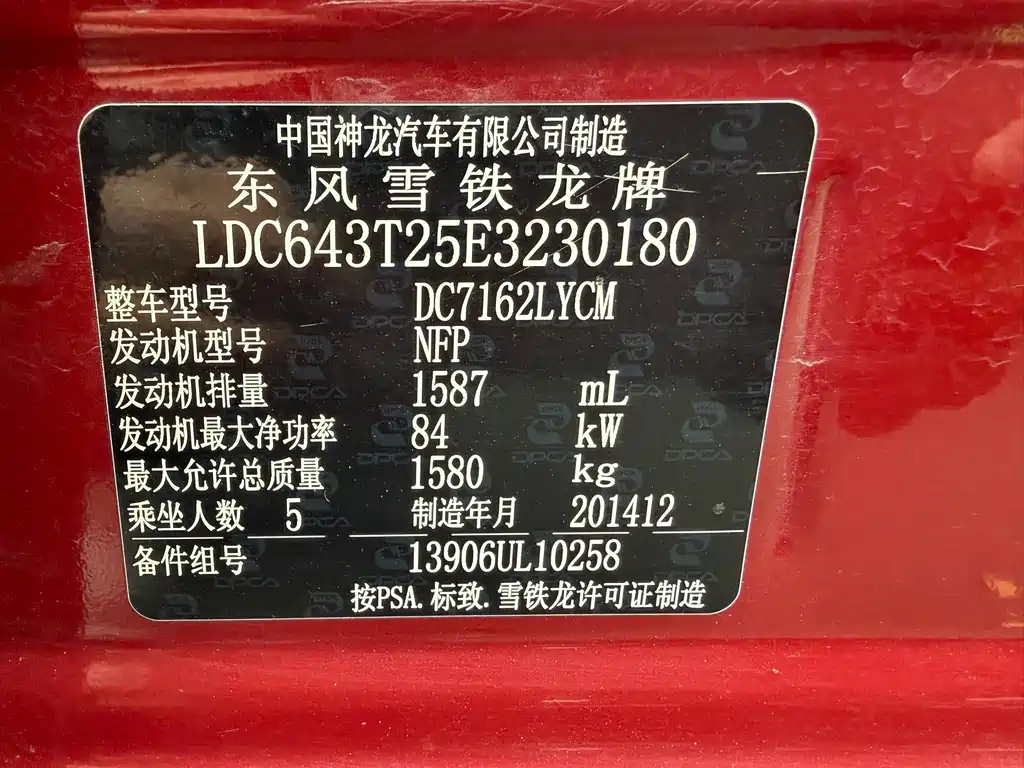 中国神龙汽车有限公司制造
东风雪铁龙牌
LDC643T25E3230180
整车型号 DC7162LYCM
发动机型号 NFP
发动机排量 1587 mL
发动机最大净功率 84 kW
最大允许总质量 1580 kg
乘坐人数 5 制造年月 201412
备件组号 13906UL10258
按PSA.标致.雪铁龙许可证制造